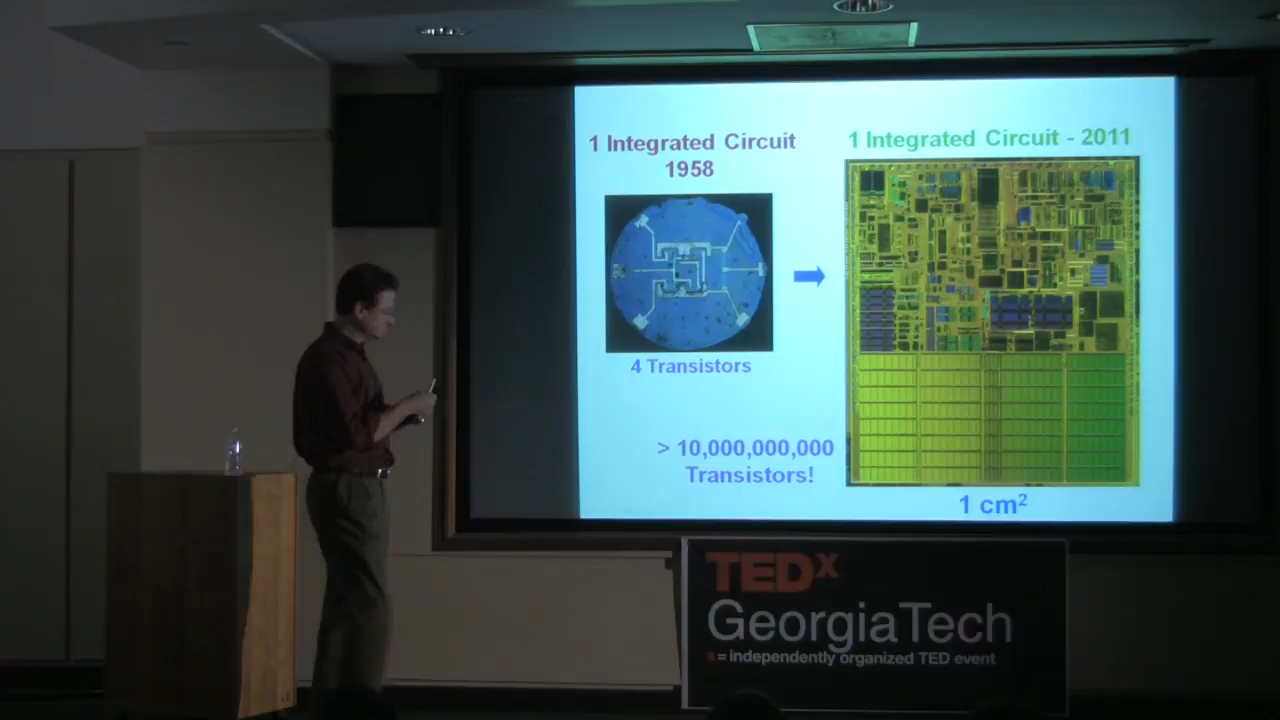 1 Integrated Circuit
1958
4 Transistors
1 Integrated Circuit - 2011
> 10,000,000,000
Transistors!
1 cm²
TEDx
GeorgiaTech
x = independently organized TED event